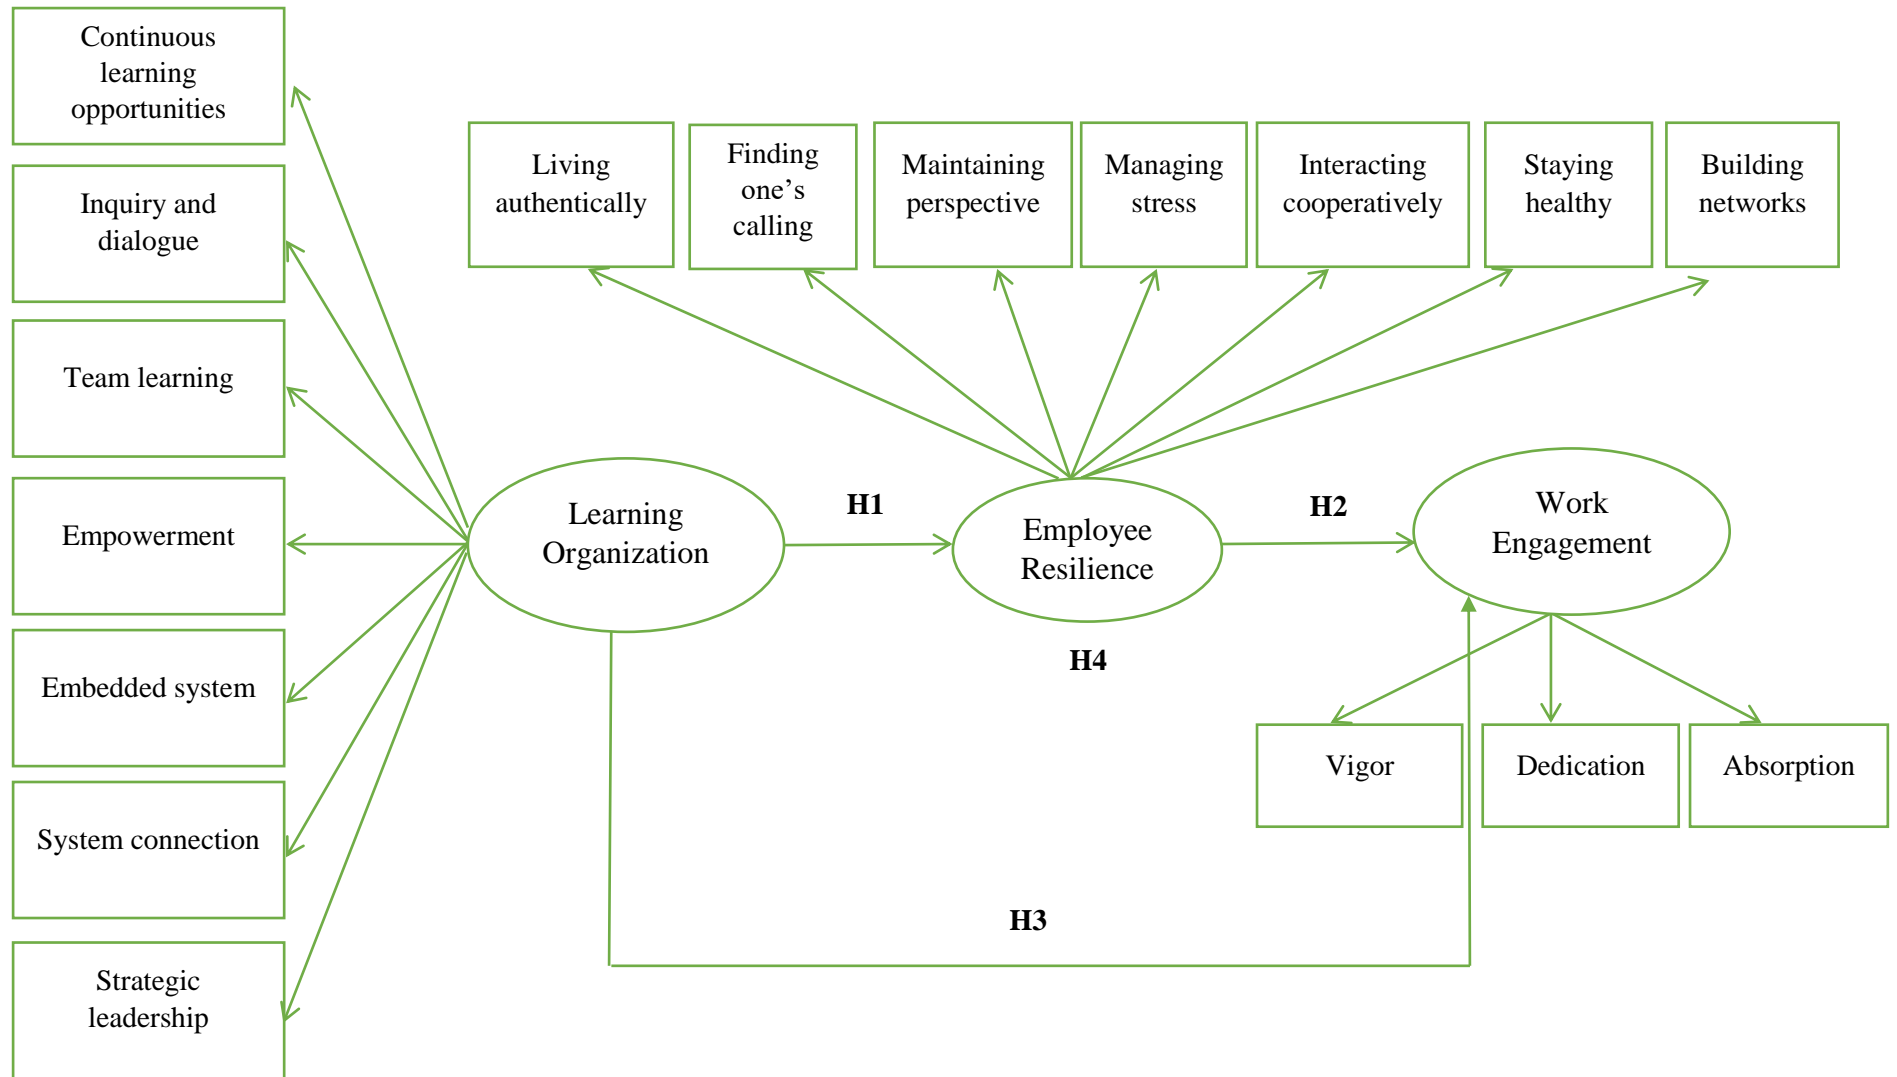 Continuous
learning
opportunities
Inquiry and
dialogue
Team learning
Empowerment
Embedded system
System connection
Strategic
leadership
Living
authentically
Finding
one’s
calling
Maintaining
perspective
Managing
stress
Interacting
cooperatively
Staying
healthy
Building
networks
Learning
Organization
H1
Employee
Resilience
H2
Work
Engagement
H4
Vigor
Dedication
Absorption
H3